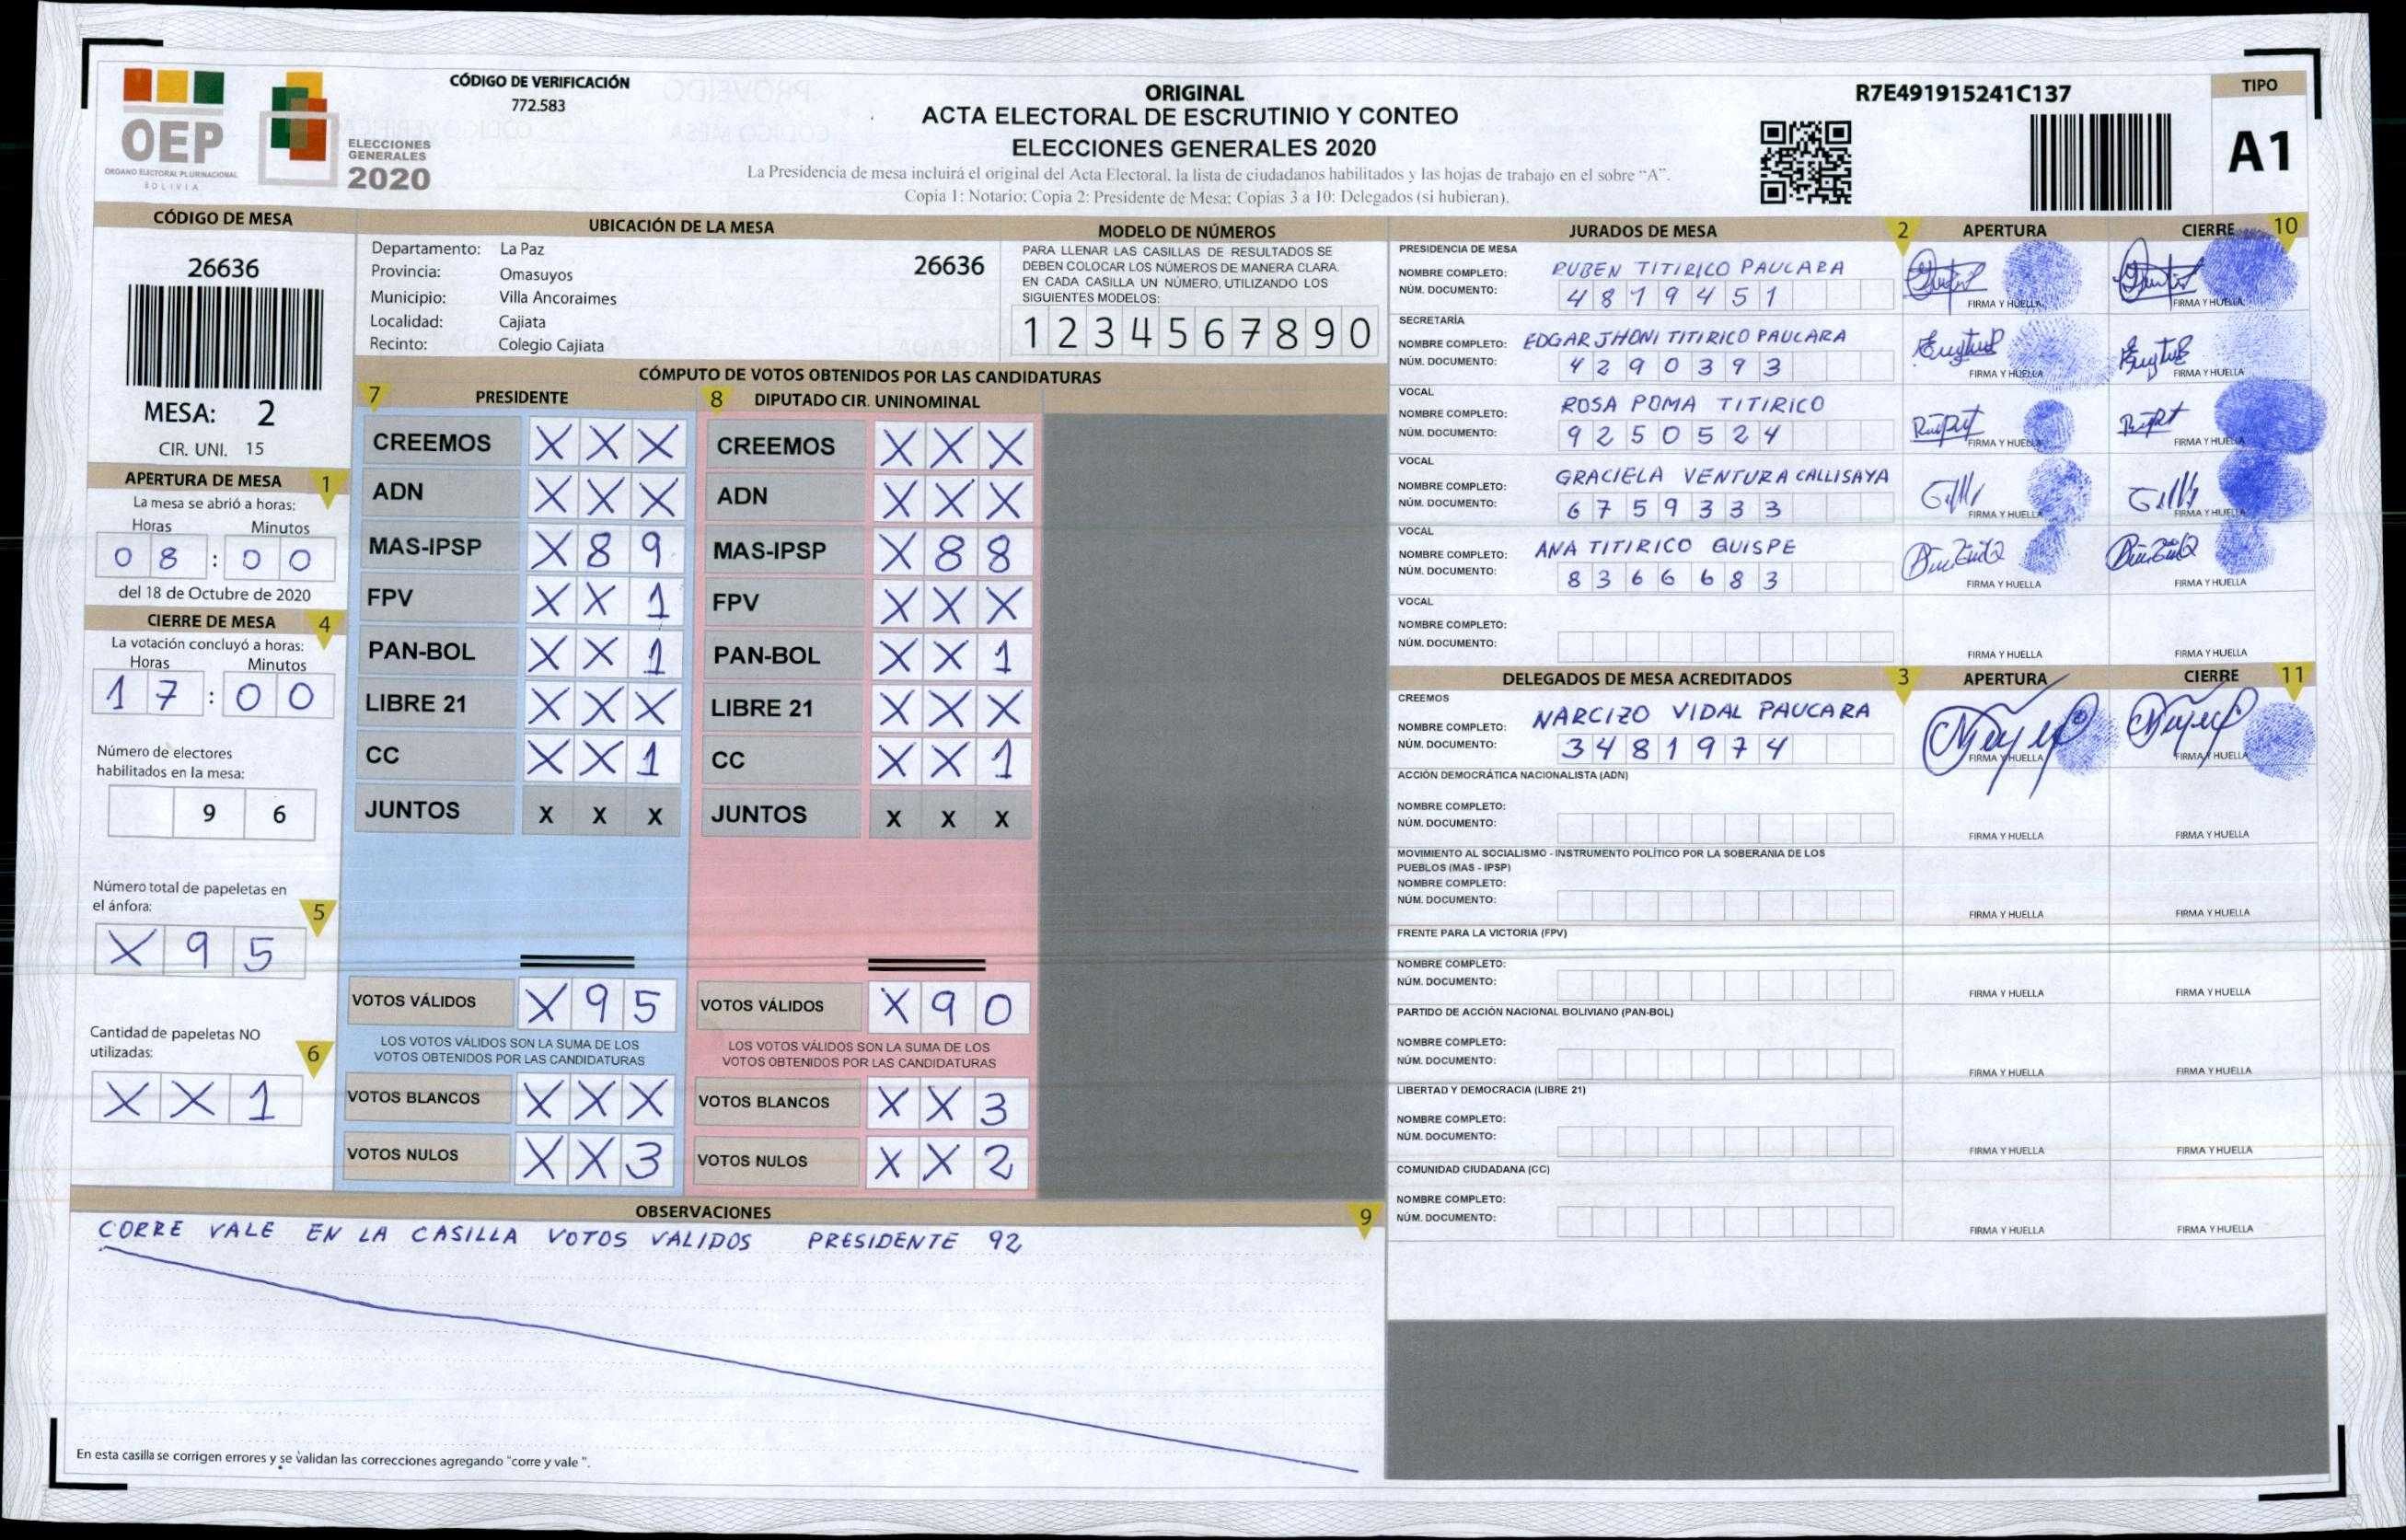 OEP
ÓRGANO ELECTORAL PLURINACIONAL
BOLIVIA
ELECCIONES
GENERALES
2020
CÓDIGO DE VERIFICACIÓN
772.583
ORIGINAL
ACTA ELECTORAL DE ESCRUTINIO Y CONTEO
ELECCIONES GENERALES 2020
La Presidencia de mesa incluirá el original del Acta Electoral, la lista de ciudadanos habilitados y las hojas de trabajo en el sobre “A”.
Copia 1: Notario; Copia 2: Presidente de Mesa; Copias 3 a 10: Delegados (si hubieran).
R7E491915241C137
TIPO
A1
CÓDIGO DE MESA
26636
MESA: 2
CIR. UNI. 15
APERTURA DE MESA 1
La mesa se abrió a horas:
Horas Minutos
0 8 : 0 0
del 18 de Octubre de 2020
CIERRE DE MESA 4
La votación concluyó a horas:
Horas Minutos
1 7 : 0 0
Número de electores
habilitados en la mesa:
9 6
Número total de papeletas en
el ánfora: 5
X 9 5
Cantidad de papeletas NO
utilizadas: 6
X X 1
UBICACIÓN DE LA MESA
Departamento: La Paz
Provincia: Omasuyos
Municipio: Villa Ancoraimes
Localidad: Cajiata
Recinto: Colegio Cajiata
26636
MODELO DE NÚMEROS
PARA LLENAR LAS CASILLAS DE RESULTADOS SE
DEBEN COLOCAR LOS NÚMEROS DE MANERA CLARA.
EN CADA CASILLA UN NÚMERO, UTILIZANDO LOS
SIGUIENTES MODELOS:
1 2 3 4 5 6 7 8 9 0
CÓMPUTO DE VOTOS OBTENIDOS POR LAS CANDIDATURAS
7 PRESIDENTE
CREEMOS X X X
ADN X X X
MAS-IPSP X 8 9
FPV X X 1
PAN-BOL X X 1
LIBRE 21 X X X
CC X X 1
JUNTOS X X X
VOTOS VÁLIDOS X 9 5
LOS VOTOS VÁLIDOS SON LA SUMA DE LOS
VOTOS OBTENIDOS POR LAS CANDIDATURAS
VOTOS BLANCOS X X X
VOTOS NULOS X X 3
8 DIPUTADO CIR. UNINOMINAL
CREEMOS X X X
ADN X X X
MAS-IPSP X 8 8
FPV X X X
PAN-BOL X X 1
LIBRE 21 X X X
CC X X 1
JUNTOS X X X
VOTOS VÁLIDOS X 9 0
LOS VOTOS VÁLIDOS SON LA SUMA DE LOS
VOTOS OBTENIDOS POR LAS CANDIDATURAS
VOTOS BLANCOS X X 3
VOTOS NULOS X X 2
OBSERVACIONES 9
CORRE VALE EN LA CASILLA VOTOS VALIDOS PRESIDENTE 92
En esta casilla se corrigen errores y se validan las correcciones agregando "corre y vale ".
JURADOS DE MESA 2 APERTURA CIERRE 10
PRESIDENCIA DE MESA
NOMBRE COMPLETO: RUBEN TITIRICO PAUCARA
NÚM. DOCUMENTO: 4 8 1 9 4 5 1
FIRMA Y HUELLA FIRMA Y HUELLA
SECRETARÍA
NOMBRE COMPLETO: EDGAR JHONI TITIRICO PAUCARA
NÚM. DOCUMENTO: 4 2 9 0 3 9 3
FIRMA Y HUELLA FIRMA Y HUELLA
VOCAL
NOMBRE COMPLETO: ROSA POMA TITIRICO
NÚM. DOCUMENTO: 9 2 5 0 5 2 4
FIRMA Y HUELLA FIRMA Y HUELLA
VOCAL
NOMBRE COMPLETO: GRACIELA VENTURA CALLISAYA
NÚM. DOCUMENTO: 6 7 5 9 3 3 3
FIRMA Y HUELLA FIRMA Y HUELLA
VOCAL
NOMBRE COMPLETO: ANA TITIRICO QUISPE
NÚM. DOCUMENTO: 8 3 6 6 6 8 3
FIRMA Y HUELLA FIRMA Y HUELLA
VOCAL
NOMBRE COMPLETO:
NÚM. DOCUMENTO:
FIRMA Y HUELLA FIRMA Y HUELLA
DELEGADOS DE MESA ACREDITADOS 3 APERTURA CIERRE 11
CREEMOS
NOMBRE COMPLETO: NARCIZO VIDAL PAUCARA
NÚM. DOCUMENTO: 3 4 8 1 9 7 4
FIRMA Y HUELLA FIRMA Y HUELLA
ACCIÓN DEMOCRÁTICA NACIONALISTA (ADN)
NOMBRE COMPLETO:
NÚM. DOCUMENTO:
FIRMA Y HUELLA FIRMA Y HUELLA
MOVIMIENTO AL SOCIALISMO - INSTRUMENTO POLÍTICO POR LA SOBERANIA DE LOS
PUEBLOS (MAS - IPSP)
NOMBRE COMPLETO:
NÚM. DOCUMENTO:
FIRMA Y HUELLA FIRMA Y HUELLA
FRENTE PARA LA VICTORIA (FPV)
NOMBRE COMPLETO:
NÚM. DOCUMENTO:
FIRMA Y HUELLA FIRMA Y HUELLA
PARTIDO DE ACCIÓN NACIONAL BOLIVIANO (PAN-BOL)
NOMBRE COMPLETO:
NÚM. DOCUMENTO:
FIRMA Y HUELLA FIRMA Y HUELLA
LIBERTAD Y DEMOCRACIA (LIBRE 21)
NOMBRE COMPLETO:
NÚM. DOCUMENTO:
FIRMA Y HUELLA FIRMA Y HUELLA
COMUNIDAD CIUDADANA (CC)
NOMBRE COMPLETO:
NÚM. DOCUMENTO:
FIRMA Y HUELLA FIRMA Y HUELLA